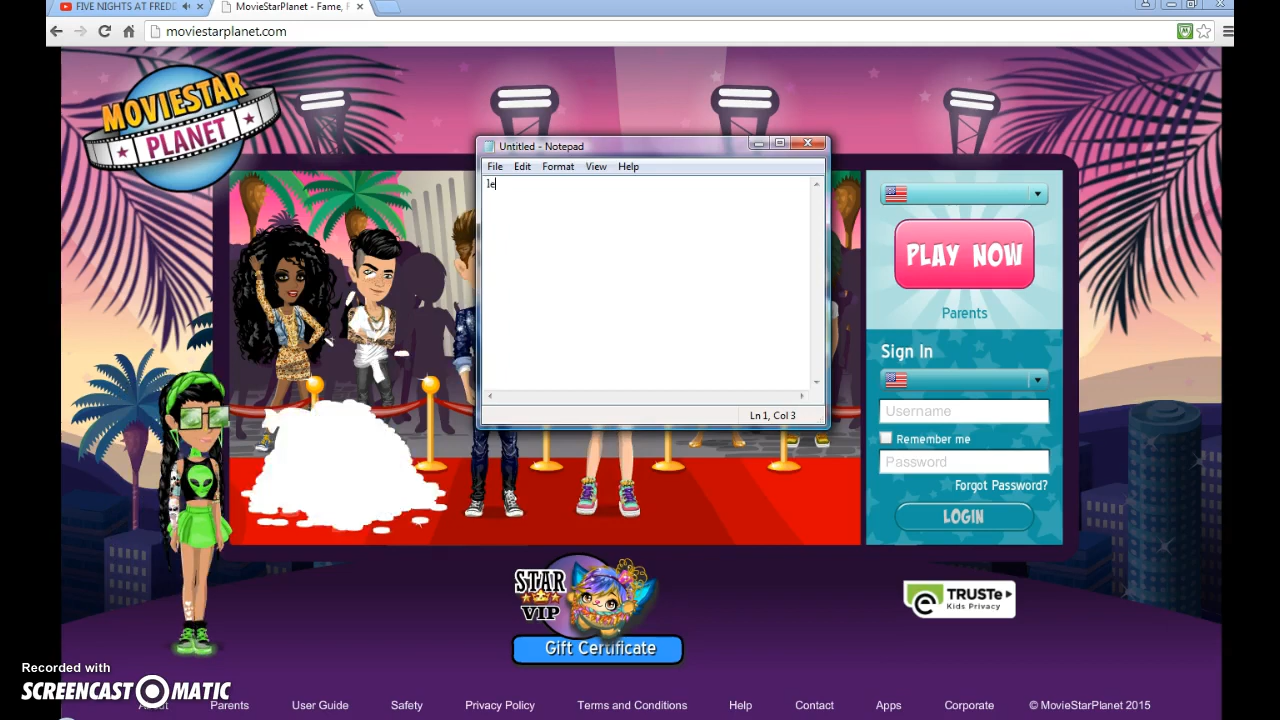 FIVE NIGHTS AT FREDD
MovieStarPlanet - Fame, F
moviestarplanet.com
MOVIESTAR
PLANET
Untitled - Notepad
File Edit Format View Help
le
Ln 1, Col 3
PLAY NOW
Parents
Sign In
Username
Remember me
Password
Forgot Password?
LOGIN
STAR
VIP
Gift Certificate
TRUSTe
Kids Privacy
Recorded with
SCREENCAST MATIC
About Parents User Guide Safety Privacy Policy Terms and Conditions Help Contact Apps Corporate © MovieStarPlanet 2015